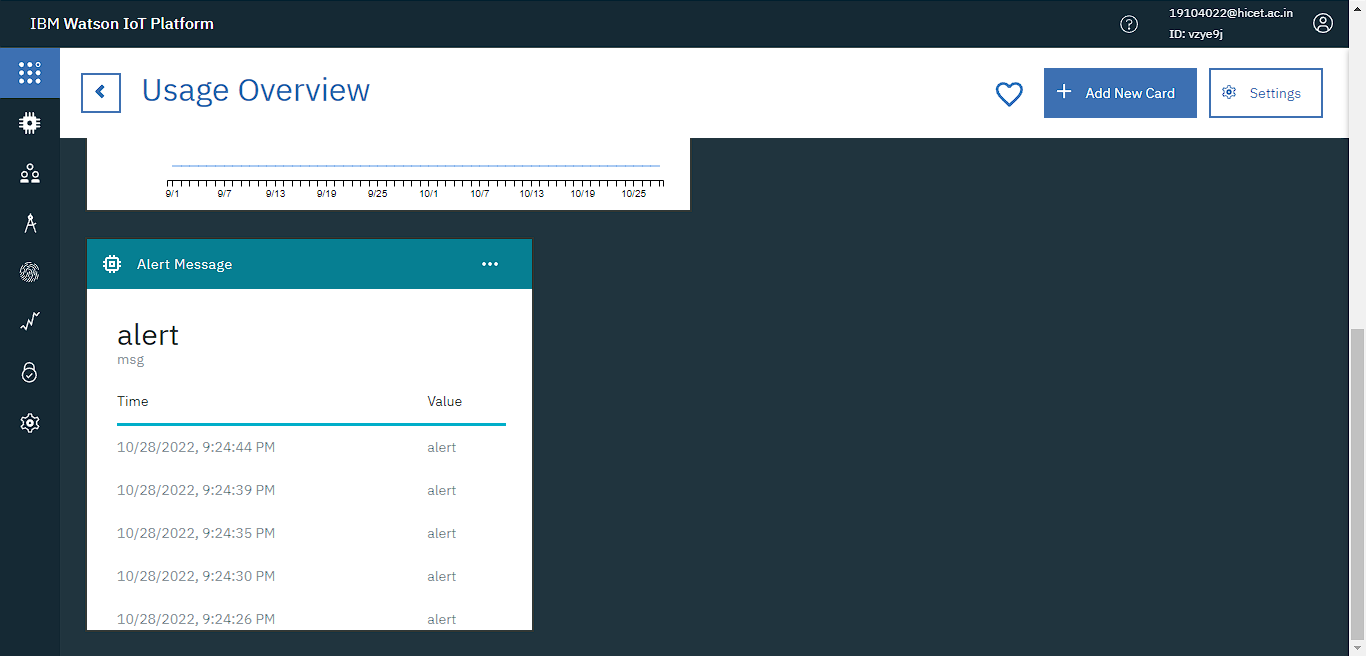 IBM Watson IoT Platform
19104022@hicet.ac.in
ID: vzye9j
Usage Overview
Add New Card
Settings
9/1 9/7 9/13 9/19 9/25 10/1 10/7 10/13 10/19 10/25
Alert Message
alert
msg
Time Value
10/28/2022, 9:24:44 PM alert
10/28/2022, 9:24:39 PM alert
10/28/2022, 9:24:35 PM alert
10/28/2022, 9:24:30 PM alert
10/28/2022, 9:24:26 PM alert